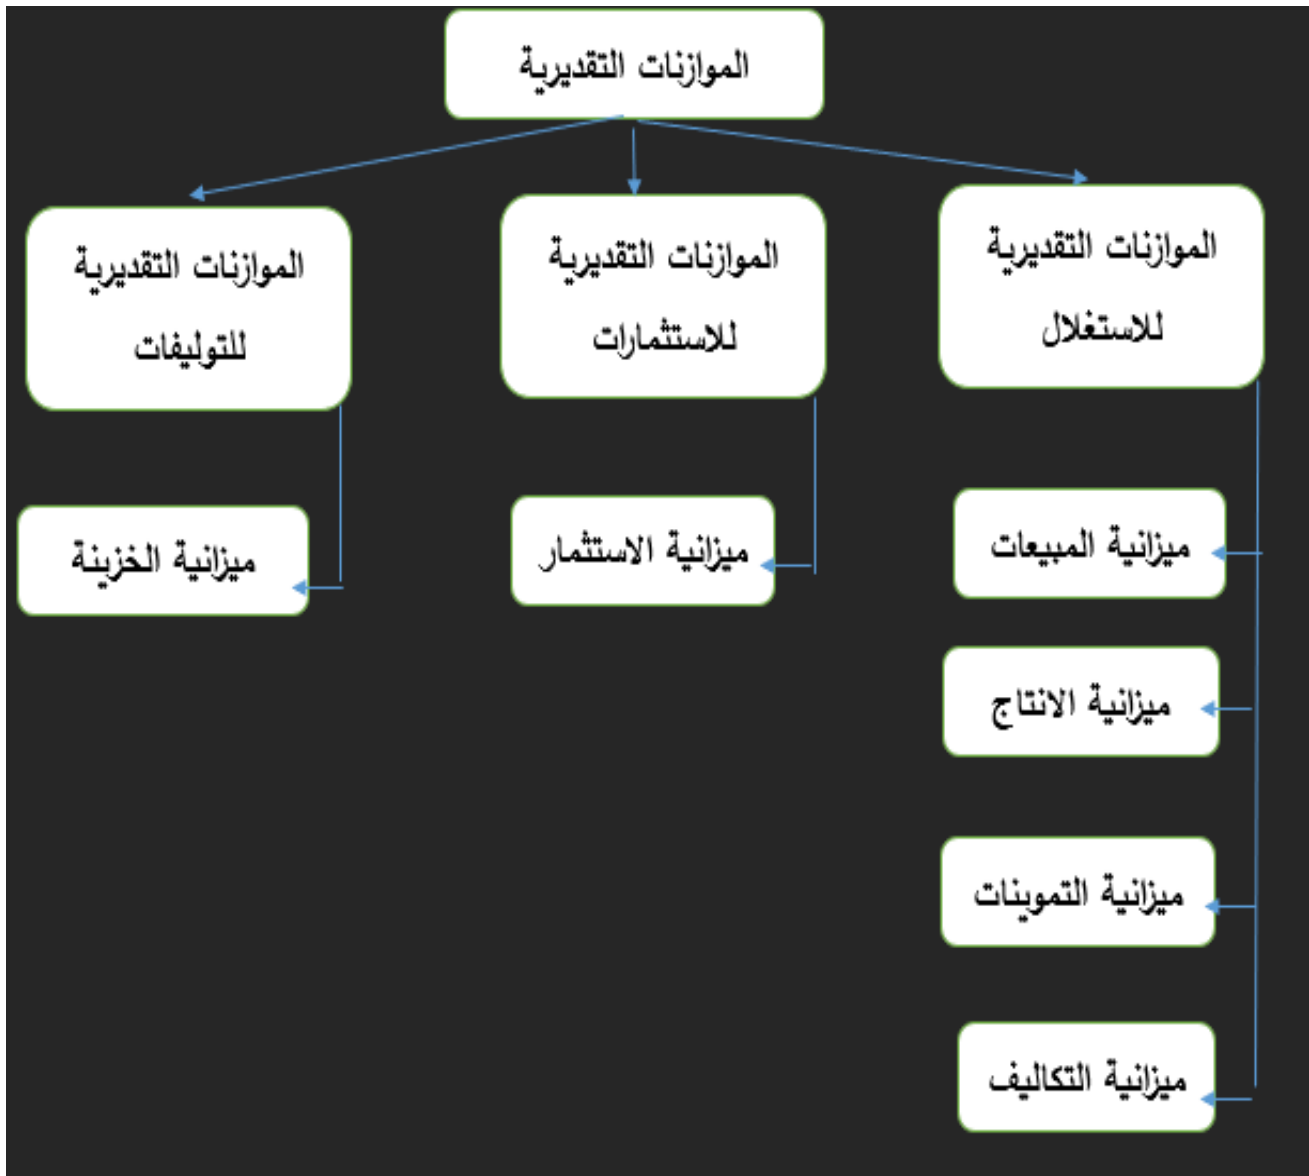 الموازنات التقديرية
الموازنات التقديرية
للاستغلال
الموازنات التقديرية
للاستثمارات
الموازنات التقديرية
للتوليفات
ميزانية المبيعات
ميزانية الانتاج
ميزانية التموينات
ميزانية التكاليف
ميزانية الاستثمار
ميزانية الخزينة